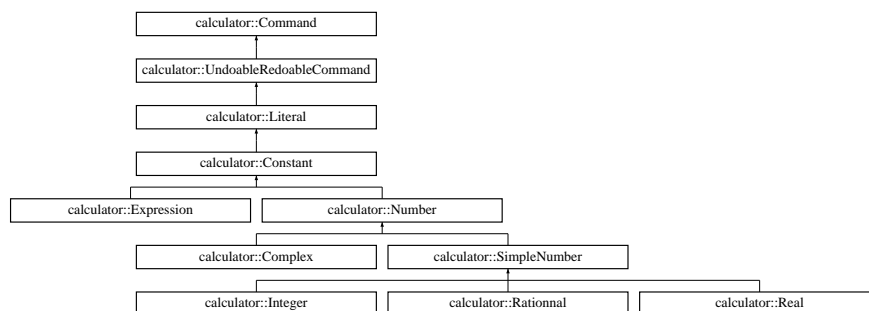 calculator::Command
calculator::UndoableRedoableCommand
calculator::Literal
calculator::Constant
calculator::Expression
calculator::Number
calculator::Complex
calculator::SimpleNumber
calculator::Integer
calculator::Rationnal
calculator::Real